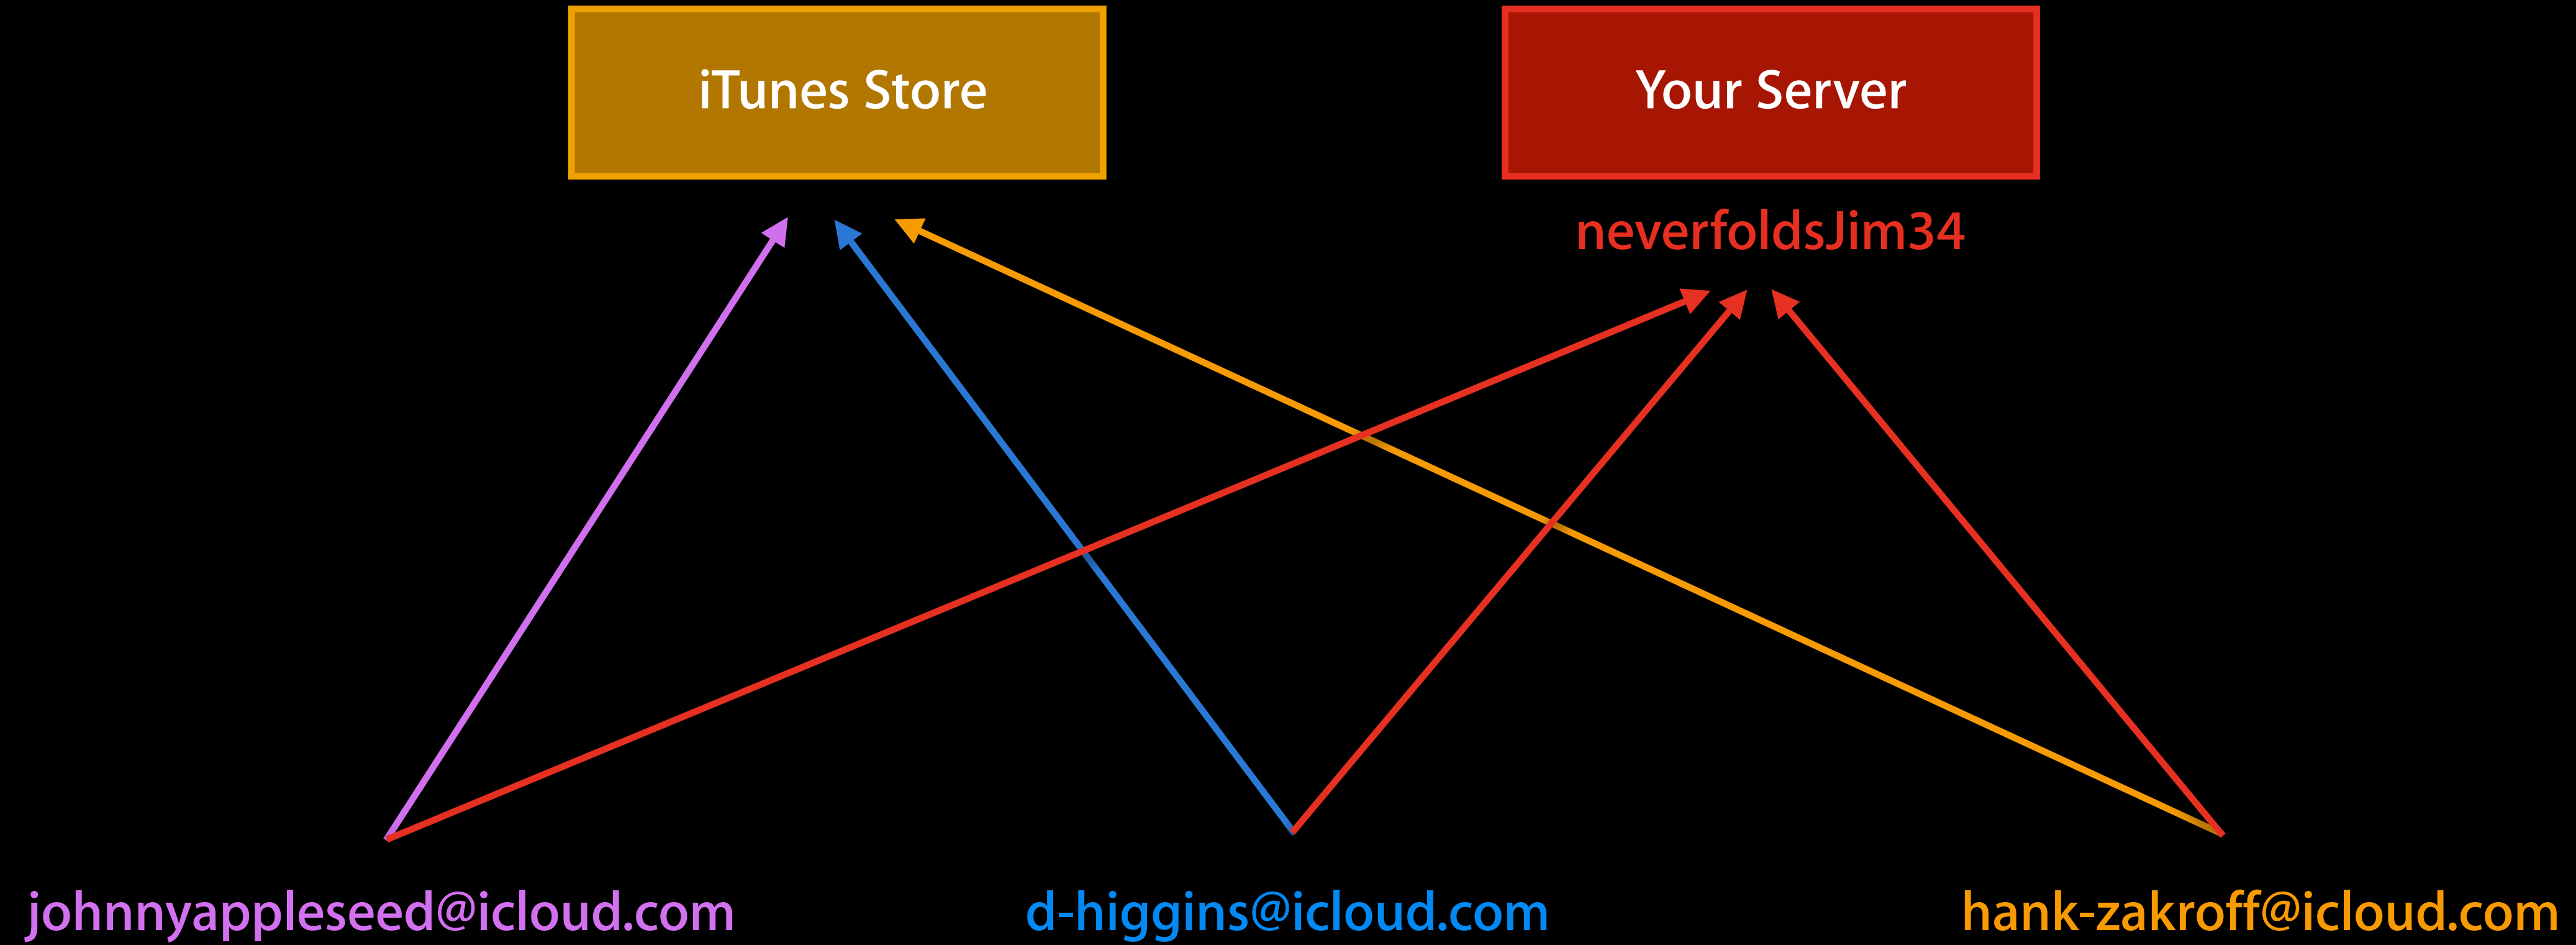 iTunes Store
Your Server
neverfoldsJim34
johnnyappleseed@icloud.com
d-higgins@icloud.com
hank-zakroff@icloud.com